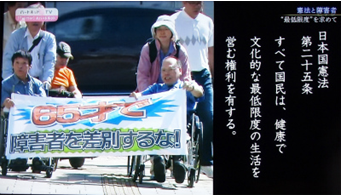 憲法と障害者
"最低限度"を求めて
日本国憲法
第二十五条
すべて国民は、健康で
文化的な最低限度の生活を
営む権利を有する。
65才で
障害者を差別するな!